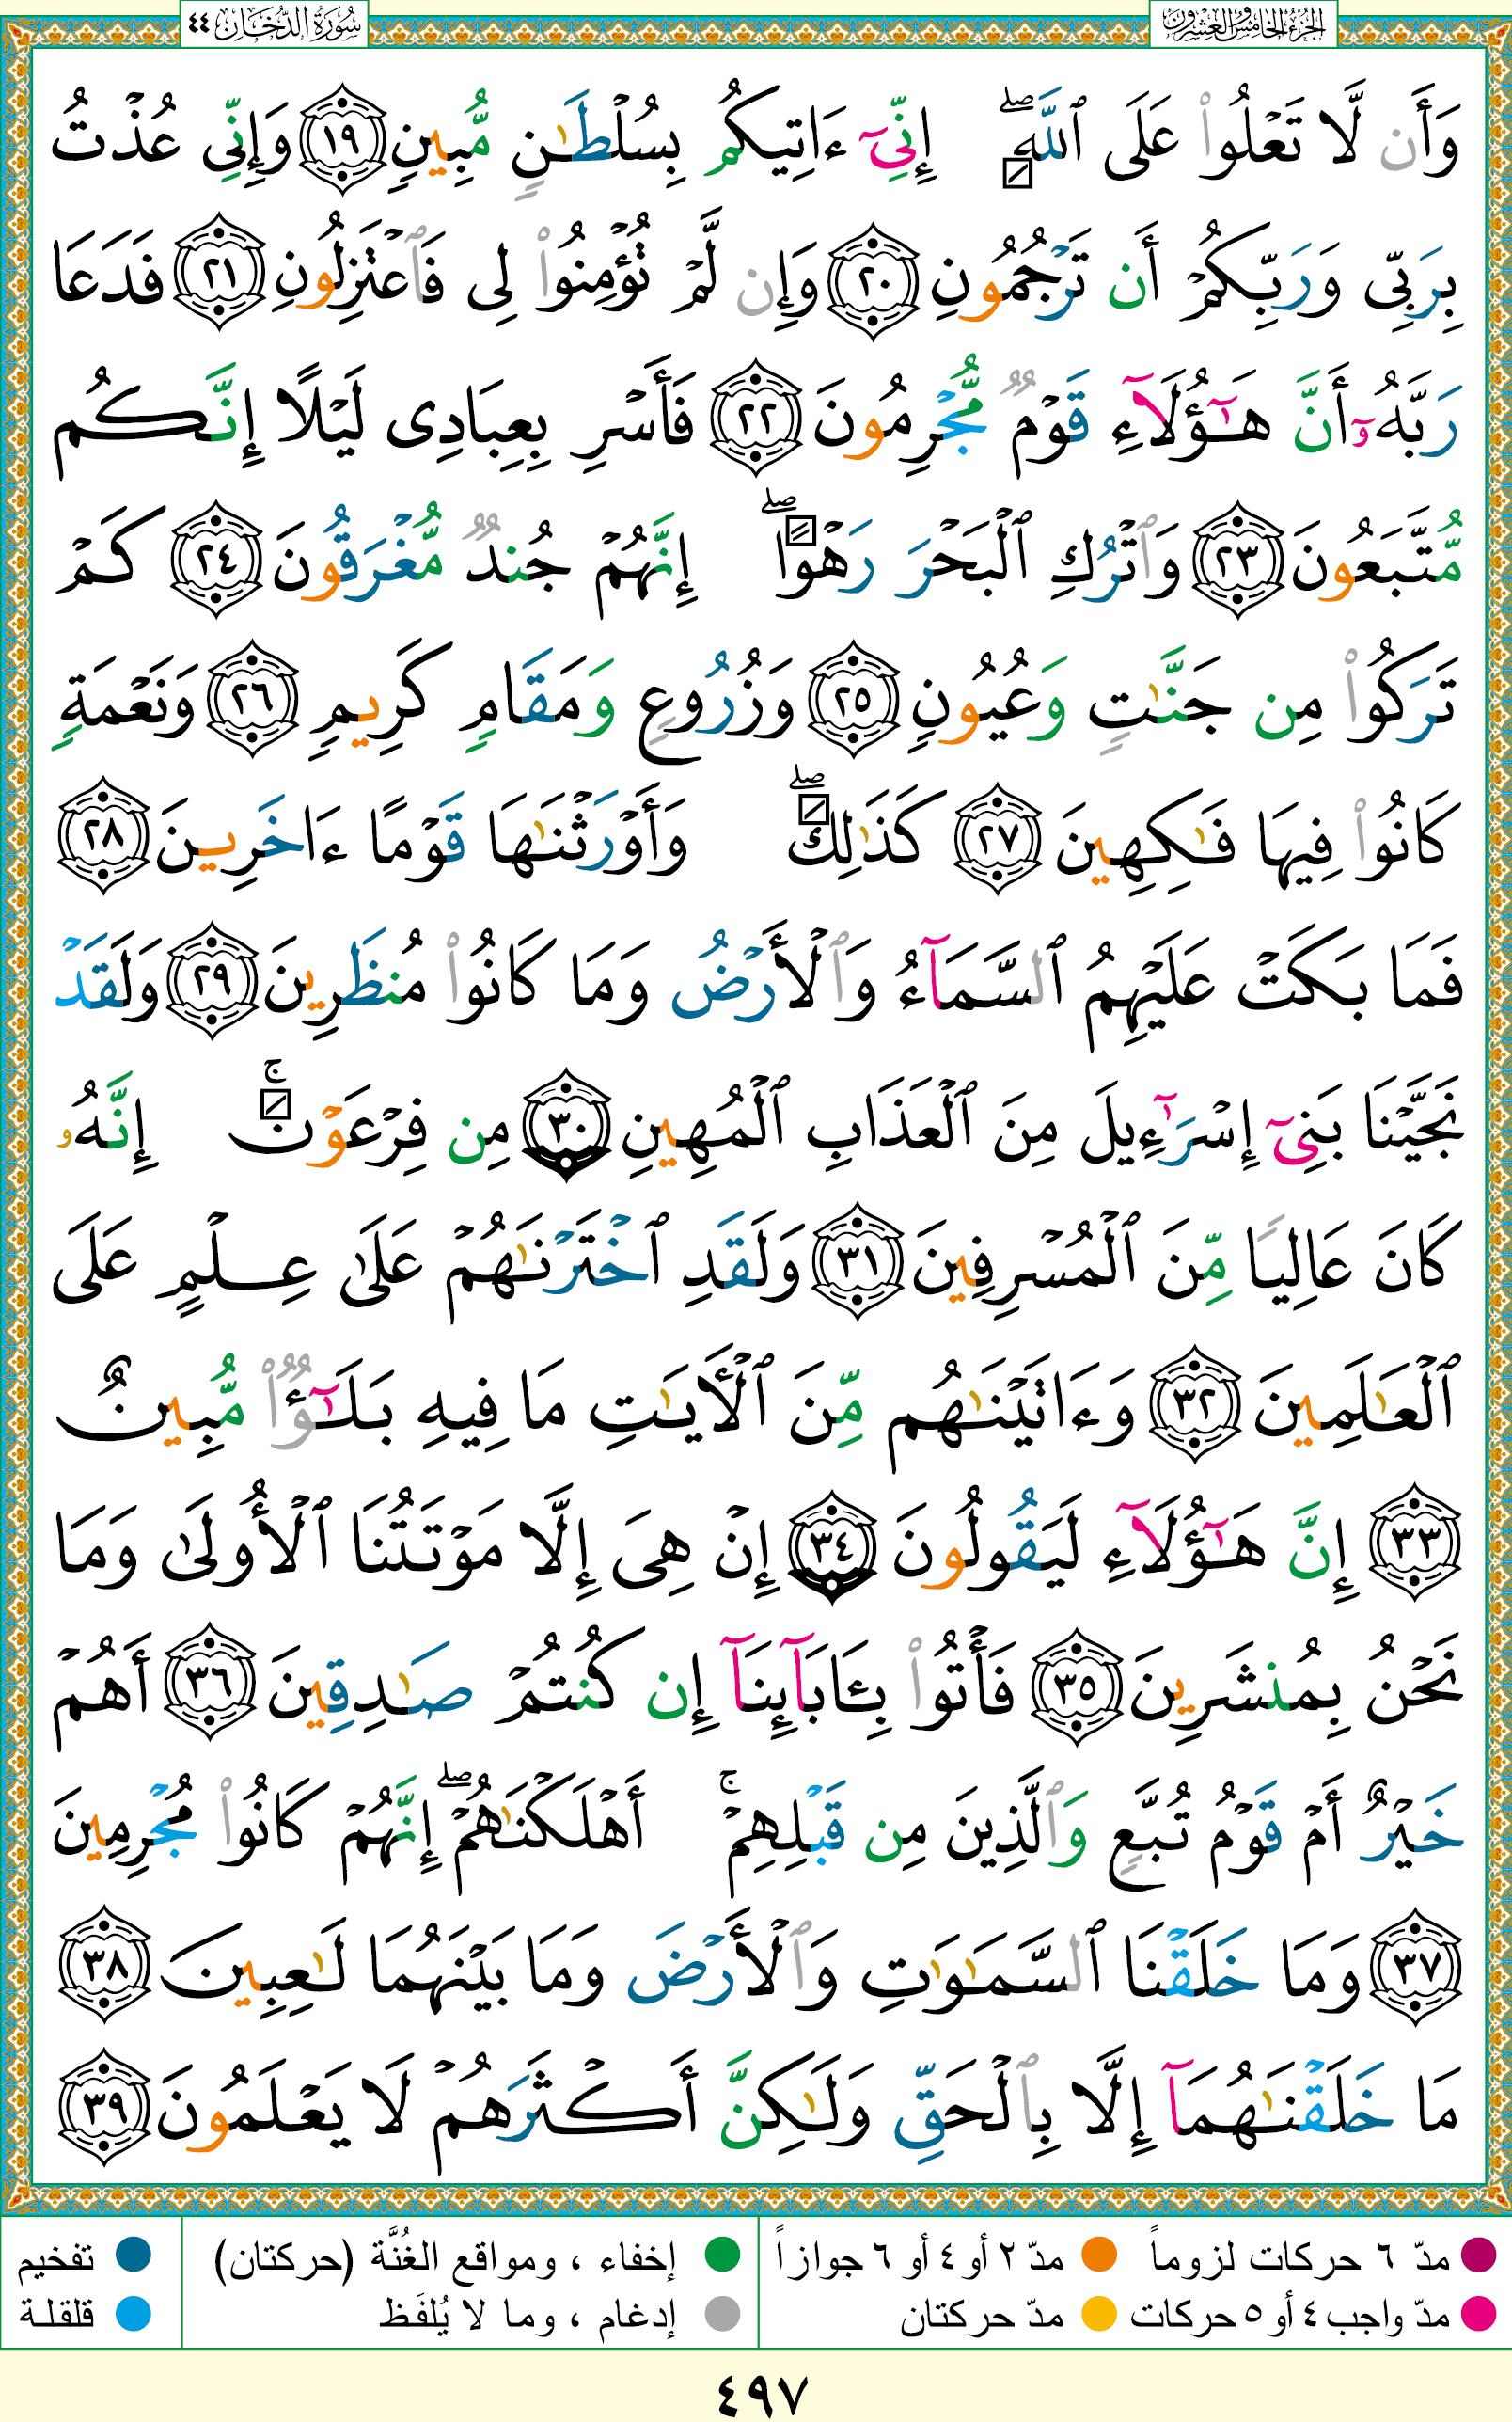 الجزء الخامس والعشرون
سورة الدخان ٤٤
وَأَن لَّا تَعْلُوا۟ عَلَى ٱللَّهِ ۖ إِنِّىٓ ءَاتِيكُم بِسُلْطَـٰنٍ مُّبِينٍ ١٩ وَإِنِّى عُذْتُ
بِرَبِّى وَرَبِّكُمْ أَن تَرْجُمُونِ ٢٠ وَإِن لَّمْ تُؤْمِنُوا۟ لِى فَٱعْتَزِلُونِ ٢١ فَدَعَا
رَبَّهُۥٓ أَنَّ هَـٰٓؤُلَآءِ قَوْمٌ مُّجْرِمُونَ ٢٢ فَأَسْرِ بِعِبَادِى لَيْلًا إِنَّكُم
مُّتَّبَعُونَ ٢٣ وَٱتْرُكِ ٱلْبَحْرَ رَهْوًا ۖ إِنَّهُمْ جُندٌ مُّغْرَقُونَ ٢٤ كَمْ
تَرَكُوا۟ مِن جَنَّـٰتٍ وَعُيُونٍ ٢٥ وَزُرُوعٍ وَمَقَامٍ كَرِيمٍ ٢٦ وَنَعْمَةٍ
كَانُوا۟ فِيهَا فَـٰكِهِينَ ٢٧ كَذَٰلِكَ ۖ وَأَوْرَثْنَـٰهَا قَوْمًا ءَاخَرِينَ ٢٨
فَمَا بَكَتْ عَلَيْهِمُ ٱلسَّمَآءُ وَٱلْأَرْضُ وَمَا كَانُوا۟ مُنظَرِينَ ٢٩ وَلَقَدْ
نَجَّيْنَا بَنِىٓ إِسْرَٰٓءِيلَ مِنَ ٱلْعَذَابِ ٱلْمُهِينِ ٣٠ مِن فِرْعَوْنَ ۚ إِنَّهُۥ
كَانَ عَالِيًا مِّنَ ٱلْمُسْرِفِينَ ٣١ وَلَقَدِ ٱخْتَرْنَـٰهُمْ عَلَىٰ عِلْمٍ عَلَى
ٱلْعَـٰلَمِينَ ٣٢ وَءَاتَيْنَـٰهُم مِّنَ ٱلْـَٔايَـٰتِ مَا فِيهِ بَلَـٰٓؤٌا۟ مُّبِينٌ
٣٣ إِنَّ هَـٰٓؤُلَآءِ لَيَقُولُونَ ٣٤ إِنْ هِىَ إِلَّا مَوْتَتُنَا ٱلْأُولَىٰ وَمَا
نَحْنُ بِمُنشَرِينَ ٣٥ فَأْتُوا۟ بِـَٔابَآئِنَآ إِن كُنتُمْ صَـٰدِقِينَ ٣٦ أَهُمْ
خَيْرٌ أَمْ قَوْمُ تُبَّعٍ وَٱلَّذِينَ مِن قَبْلِهِمْ ۚ أَهْلَكْنَـٰهُمْ ۖ إِنَّهُمْ كَانُوا۟ مُجْرِمِينَ
٣٧ وَمَا خَلَقْنَا ٱلسَّمَـٰوَٰتِ وَٱلْأَرْضَ وَمَا بَيْنَهُمَا لَـٰعِبِينَ ٣٨
مَا خَلَقْنَـٰهُمَآ إِلَّا بِٱلْحَقِّ وَلَـٰكِنَّ أَكْثَرَهُمْ لَا يَعْلَمُونَ ٣٩
مدّ ٦ حركات لزوماً مدّ ٢ أو ٤ أو ٦ جوازاً إخفاء ، ومواقع الغُنَّة (حركتان) تفخيم
مدّ واجب ٤ أو ٥ حركات مدّ حركتان إدغام ، وما لا يُلفَظ قلقلة
٤٩٧